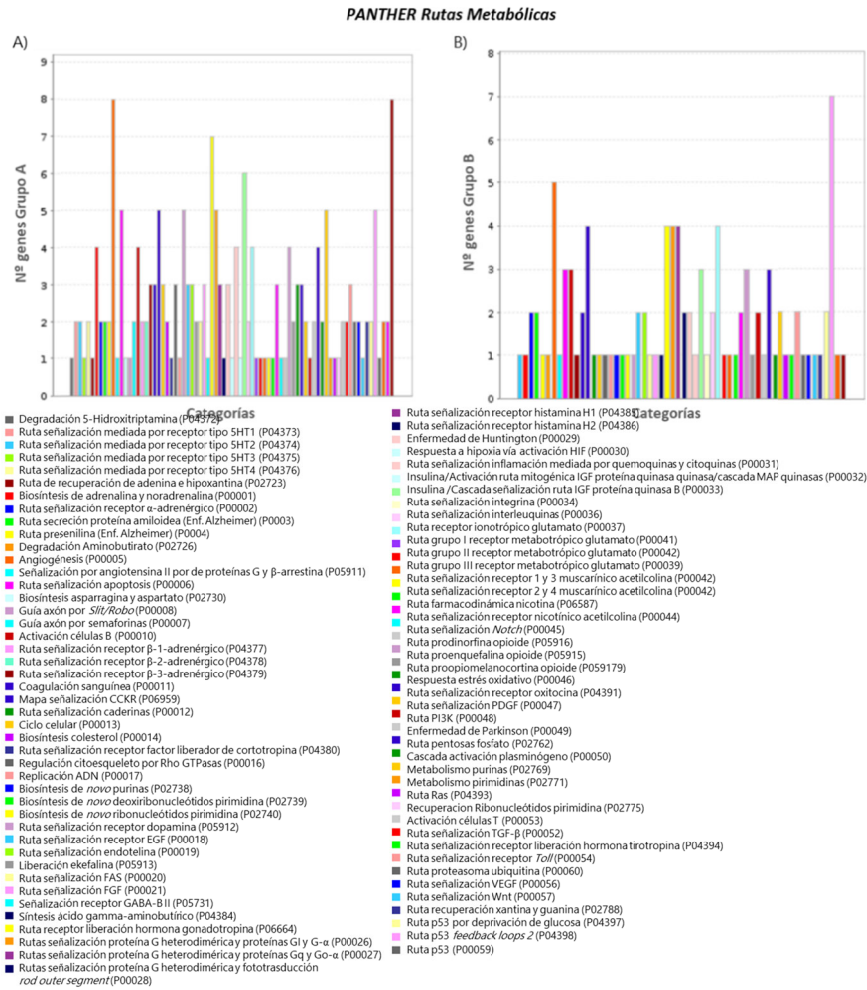 PANTHER Rutas Metabólicas
A)
B)
Nº genes Grupo A
9
8
7
6
5
4
3
2
1
0
Categorías
Nº genes Grupo B
8
7
6
5
4
3
2
1
0
Categorías
Degradación 5-Hidroxitriptamina (P04372)
Ruta señalización mediada por receptor tipo 5HT1 (P04373)
Ruta señalización mediada por receptor tipo 5HT2 (P04374)
Ruta señalización mediada por receptor tipo 5HT3 (P04375)
Ruta señalización mediada por receptor tipo 5HT4 (P04376)
Ruta de recuperación de adenina e hipoxantina (P02723)
Biosíntesis de adrenalina y noradrenalina (P00001)
Ruta señalización receptor α-adrenérgico (P00002)
Ruta secreción proteína amiloidea (Enf. Alzheimer) (P0003)
Ruta presenilina (Enf. Alzheimer) (P0004)
Degradación Aminobutirato (P02726)
Angiogénesis (P00005)
Señalización por angiotensina II por de proteínas G y β-arrestina (P05911)
Ruta señalización apoptosis (P00006)
Biosíntesis asparragina y aspartato (P02730)
Guía axón por Slit/Robo (P00008)
Guía axón por semaforinas (P00007)
Activación células B (P00010)
Ruta señalización receptor β-1-adrenérgico (P04377)
Ruta señalización receptor β-2-adrenérgico (P04378)
Ruta señalización receptor β-3-adrenérgico (P04379)
Coagulación sanguínea (P00011)
Mapa señalización CCKR (P06959)
Ruta señalización caderinas (P00012)
Ciclo celular (P00013)
Biosíntesis colesterol (P00014)
Ruta señalización receptor factor liberador de cortotropina (P04380)
Regulación citoesqueleto por Rho GTPasas (P00016)
Replicación ADN (P00017)
Biosíntesis de novo purinas (P02738)
Biosíntesis de novo deoxiribonucleótidos pirimidina (P02739)
Biosíntesis de novo ribonucleótidos pirimidina (P02740)
Ruta señalización receptor dopamina (P05912)
Ruta señalización receptor EGF (P00018)
Ruta señalización endotelina (P00019)
Liberación ekefalina (P05913)
Ruta señalización FAS (P00020)
Ruta señalización FGF (P00021)
Señalización receptor GABA-B II (P05731)
Síntesis ácido gamma-aminobutírico (P04384)
Ruta receptor liberación hormona gonadotropina (P06664)
Rutas señalización proteína G heterodimérica y proteínas GI y G-α (P00026)
Rutas señalización proteína G heterodimérica y proteínas Gq y Go-α (P00027)
Rutas señalización proteína G heterodimérica y fototrasducción
rod outer segment (P00028)
Ruta señalización receptor histamina H1 (P04385)
Ruta señalización receptor histamina H2 (P04386)
Enfermedad de Huntington (P00029)
Respuesta a hipoxia vía activación HIF (P00030)
Ruta señalización inflamación mediada por quemoquinas y citoquinas (P00031)
Insulina/Activación ruta mitogénica IGF proteína quinasa quinasa/cascada MAP quinasas (P00032)
Insulina /Cascada señalización ruta IGF proteína quinasa B (P00033)
Ruta señalización integrina (P00034)
Ruta señalización interleuquinas (P00036)
Ruta receptor ionotrópico glutamato (P00037)
Ruta grupo I receptor metabotrópico glutamato (P00041)
Ruta grupo II receptor metabotrópico glutamato (P00042)
Ruta grupo III receptor metabotrópico glutamato (P00039)
Ruta señalización receptor 1 y 3 muscarínico acetilcolina (P00042)
Ruta señalización receptor 2 y 4 muscarínico acetilcolina (P00042)
Ruta farmacodinámica nicotina (P06587)
Ruta señalización receptor nicotínico acetilcolina (P00044)
Ruta señalización Notch (P00045)
Ruta prodinorfina opioide (P05916)
Ruta proenquefalina opioide (P05915)
Ruta proopiomelanocortina opioide (P059179)
Respuesta estrés oxidativo (P00046)
Ruta señalización receptor oxitocina (P04391)
Ruta señalización PDGF (P00047)
Ruta PI3K (P00048)
Enfermedad de Parkinson (P00049)
Ruta pentosas fosfato (P02762)
Cascada activación plasminógeno (P00050)
Metabolismo purinas (P02769)
Metabolismo pirimidinas (P02771)
Ruta Ras (P04393)
Recuperacion Ribonucleótidos pirimidina (P02775)
Activación células T (P00053)
Ruta señalización TGF-β (P00052)
Ruta señalización receptor liberación hormona tirotropina (P04394)
Ruta señalización receptor Toll (P00054)
Ruta proteasoma ubiquitina (P00060)
Ruta señalización VEGF (P00056)
Ruta señalización Wnt (P00057)
Ruta recuperación xantina y guanina (P02788)
Ruta p53 por deprivación de glucosa (P04397)
Ruta p53 feedback loops 2 (P04398)
Ruta p53 (P00059)